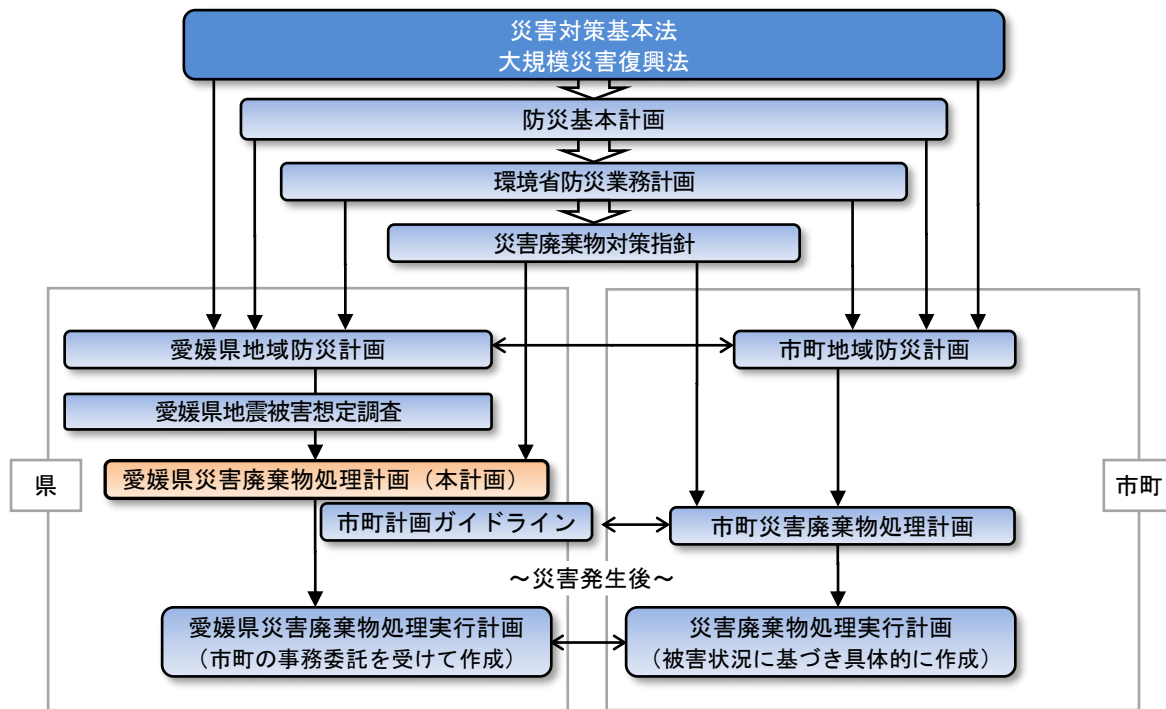 災害対策基本法
大規模災害復興法
防災基本計画
環境省防災業務計画
災害廃棄物対策指針
愛媛県地域防災計画
市町地域防災計画
愛媛県地震被害想定調査
県
愛媛県災害廃棄物処理計画（本計画）
市町
市町計画ガイドライン
市町災害廃棄物処理計画
～災害発生後～
愛媛県災害廃棄物処理実行計画
（市町の事務委託を受けて作成）
災害廃棄物処理実行計画
（被害状況に基づき具体的に作成）